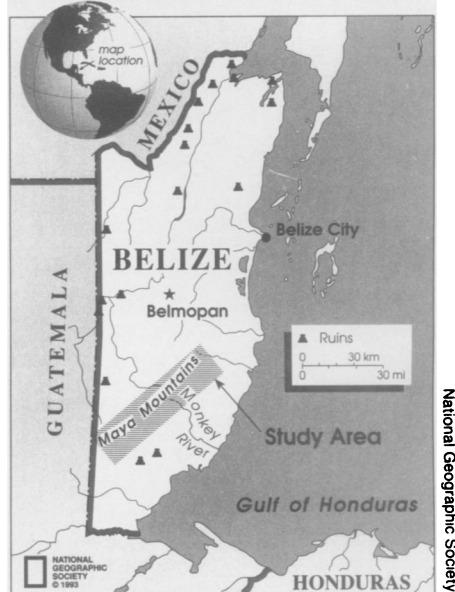 map
location
MEXICO
Belize City
BELIZE
Belmopan
GUATEMALA
Ruins
0 30 km
0 30 mi
Maya Mountains
Monkey
River
Study Area
Gulf of Honduras
NATIONAL
GEOGRAPHIC
SOCIETY
© 1993
HONDURAS
National Geographic Society